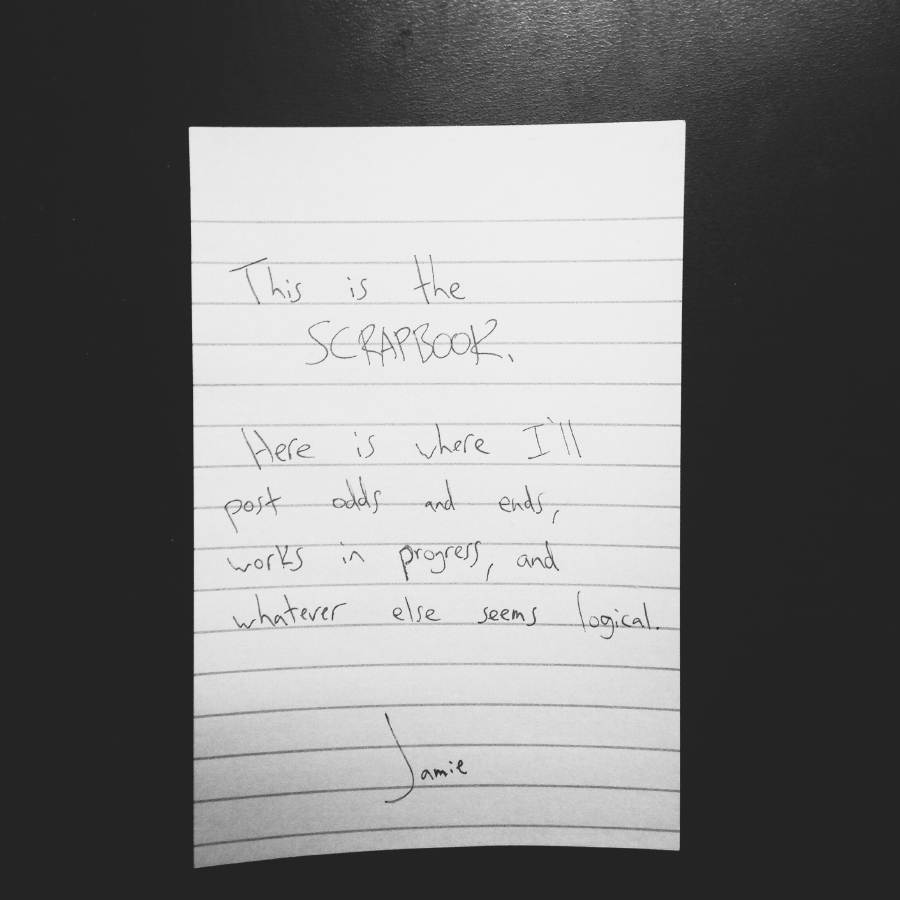 This is the
SCRAPBOOK.
Here is where I'll
post odds and ends,
works in progress, and
whatever else seems logical.
Jamie